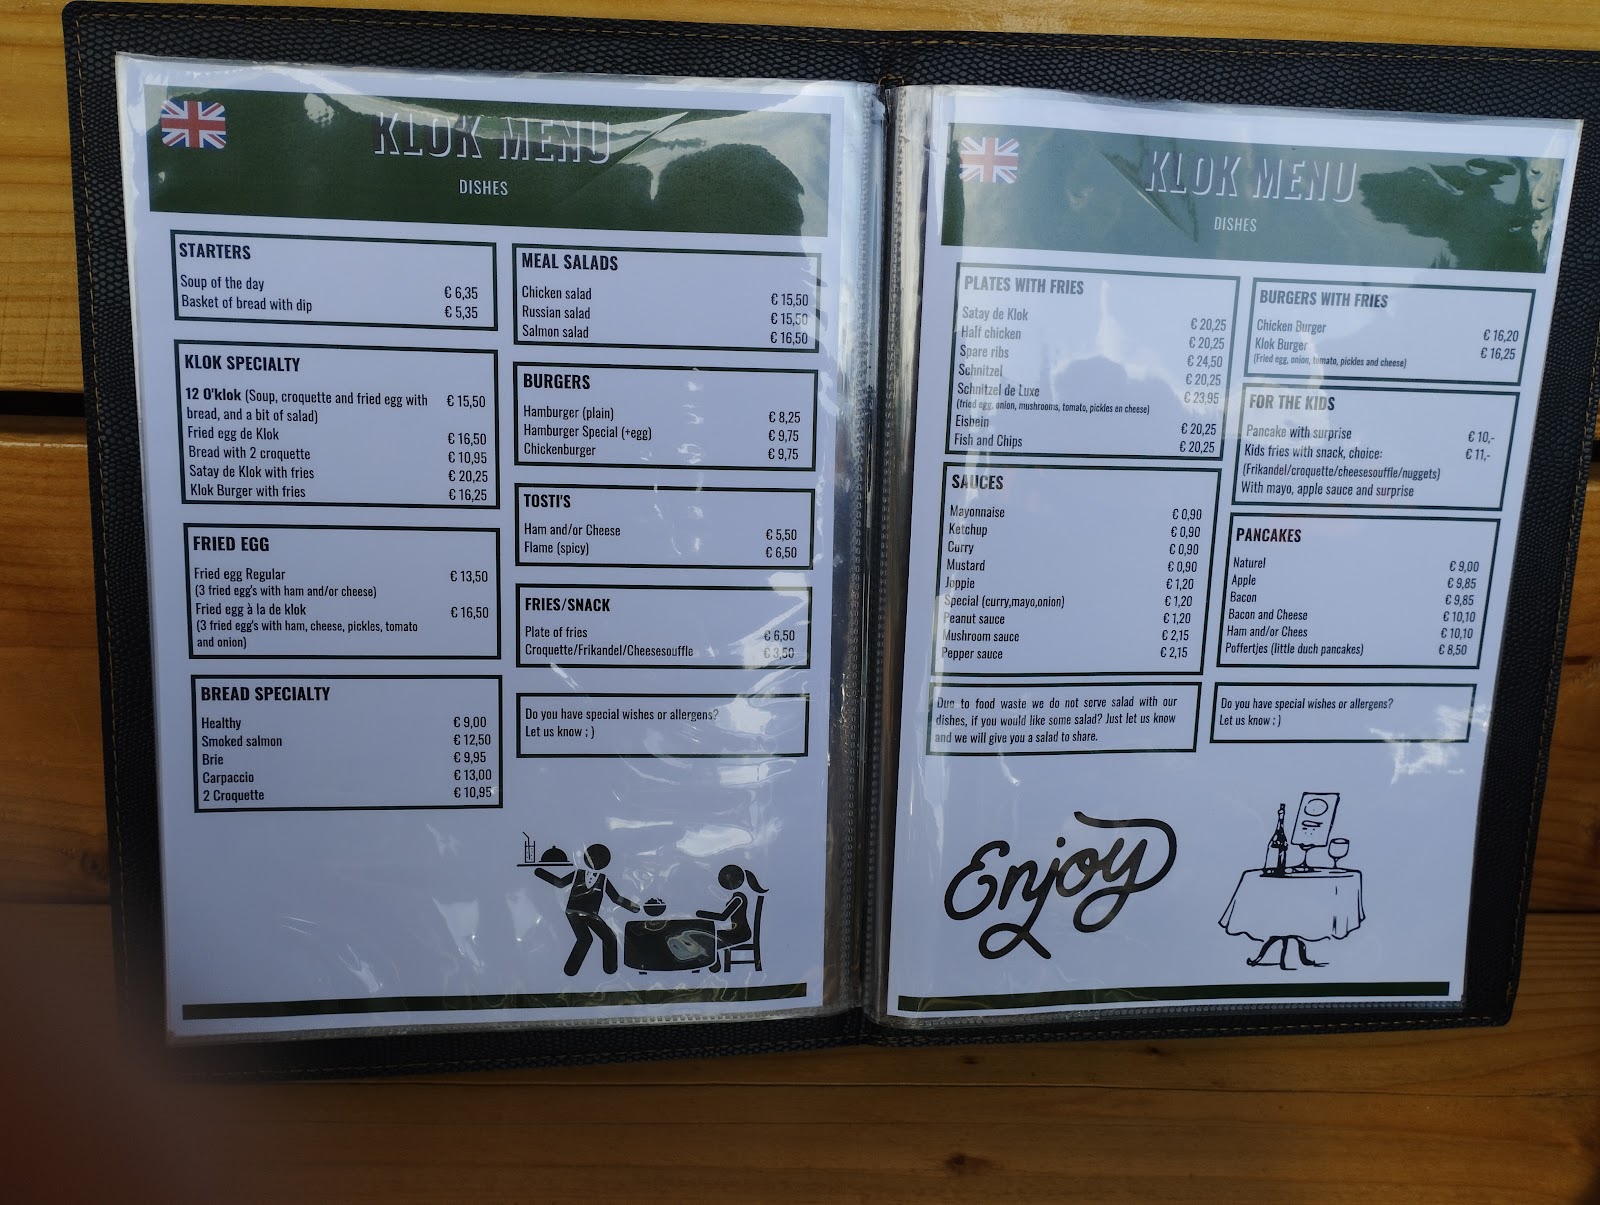 KLOK MENU
DISHES
STARTERS
Soup of the day € 6,35
Basket of bread with dip € 5,35
KLOK SPECIALTY
12 O'klok (Soup, croquette and fried egg with € 15,50
bread, and a bit of salad)
Fried egg de Klok € 16,50
Bread with 2 croquette € 10,95
Satay de Klok with fries € 20,25
Klok Burger with fries € 16,25
FRIED EGG
Fried egg Regular € 13,50
(3 fried egg's with ham and/or cheese)
Fried egg à la de klok € 16,50
(3 fried egg's with ham, cheese, pickles, tomato
and onion)
BREAD SPECIALTY
Healthy € 9,00
Smoked salmon € 12,50
Brie € 9,95
Carpaccio € 13,00
2 Croquette € 10,95
MEAL SALADS
Chicken salad € 15,50
Russian salad € 15,50
Salmon salad € 16,50
BURGERS
Hamburger (plain) € 8,25
Hamburger Special (+egg) € 9,75
Chickenburger € 9,75
TOSTI'S
Ham and/or Cheese € 5,50
Flame (spicy) € 6,50
FRIES/SNACK
Plate of fries € 6,50
Croquette/Frikandel/Cheesesouffle € 3,50
Do you have special wishes or allergens?
Let us know ; )
KLOK MENU
DISHES
PLATES WITH FRIES
Satay de Klok € 20,25
Half chicken € 20,25
Spare ribs € 24,50
Schnitzel € 20,25
Schnitzel de Luxe € 23,95
(fried egg, onion, mushrooms, tomato, pickles en cheese)
Eisbein € 20,25
Fish and Chips € 20,25
SAUCES
Mayonnaise € 0,90
Ketchup € 0,90
Curry € 0,90
Mustard € 0,90
Joppie € 1,20
Special (curry,mayo,onion) € 1,20
Peanut sauce € 1,20
Mushroom sauce € 2,15
Pepper sauce € 2,15
Due to food waste we do not serve salad with our
dishes, if you would like some salad? Just let us know
and we will give you a salad to share.
BURGERS WITH FRIES
Chicken Burger € 16,20
Klok Burger € 16,25
(Fried egg, onion, tomato, pickles and cheese)
FOR THE KIDS
Pancake with surprise € 10,-
Kids fries with snack, choice: € 11,-
(Frikandel/croquette/cheesesouffle/nuggets)
With mayo, apple sauce and surprise
PANCAKES
Naturel € 9,00
Apple € 9,85
Bacon € 9,85
Bacon and Cheese € 10,10
Ham and/or Chees € 10,10
Poffertjes (little duch pancakes) € 8,50
Do you have special wishes or allergens?
Let us know ; )
Enjoy